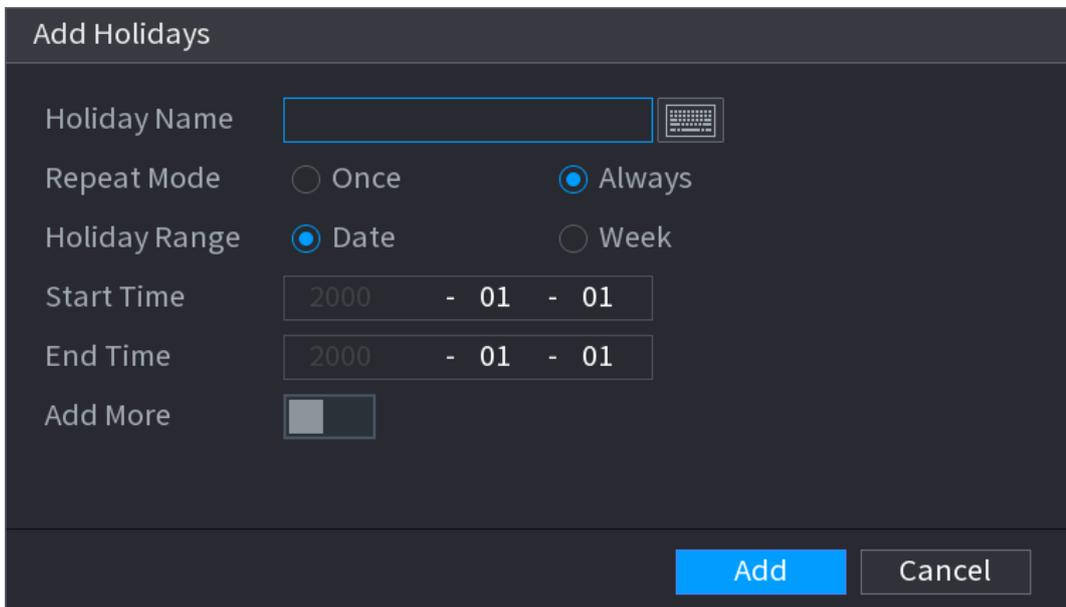 Add Holidays
Holiday Name
Repeat Mode Once Always
Holiday Range Date Week
Start Time 2000 - 01 - 01
End Time 2000 - 01 - 01
Add More
Add Cancel